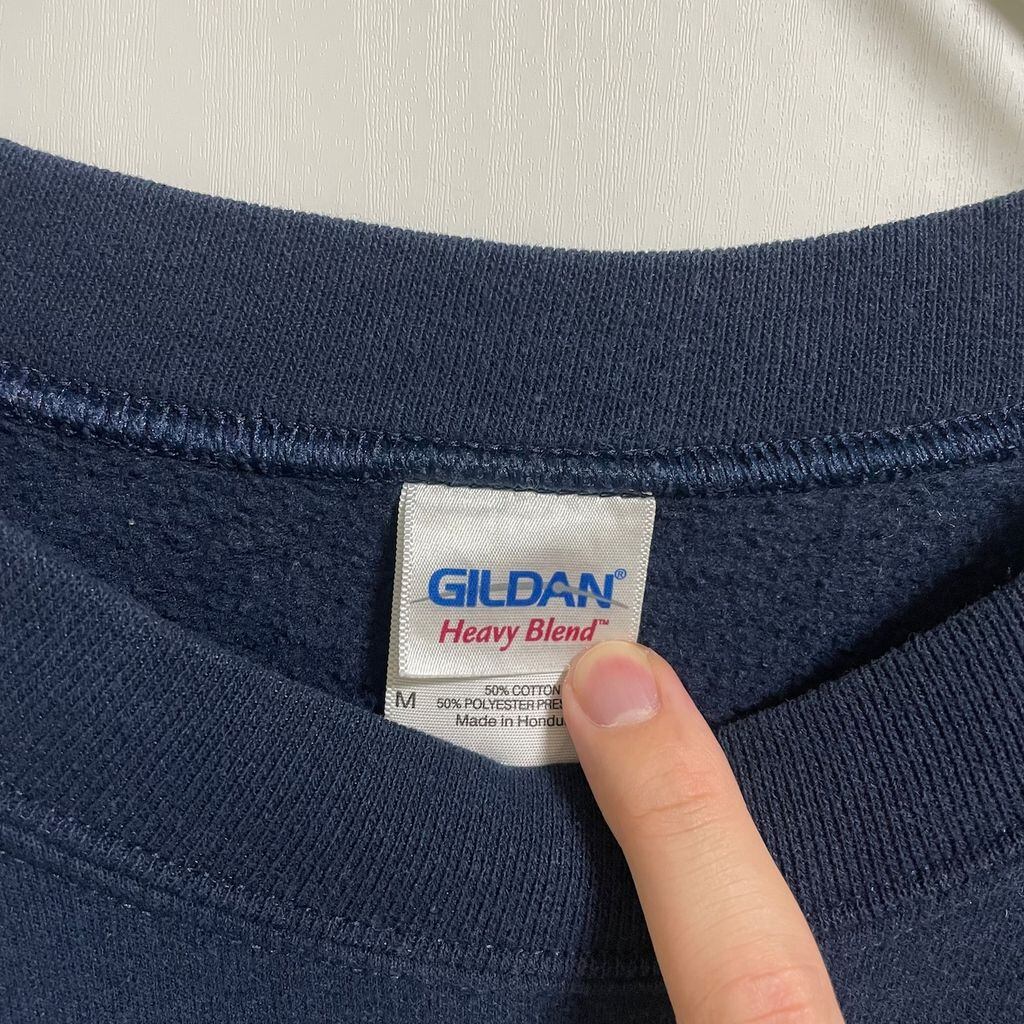 GILDAN®
Heavy Blend™
M
50% COTTON
50% POLYESTER
Made in